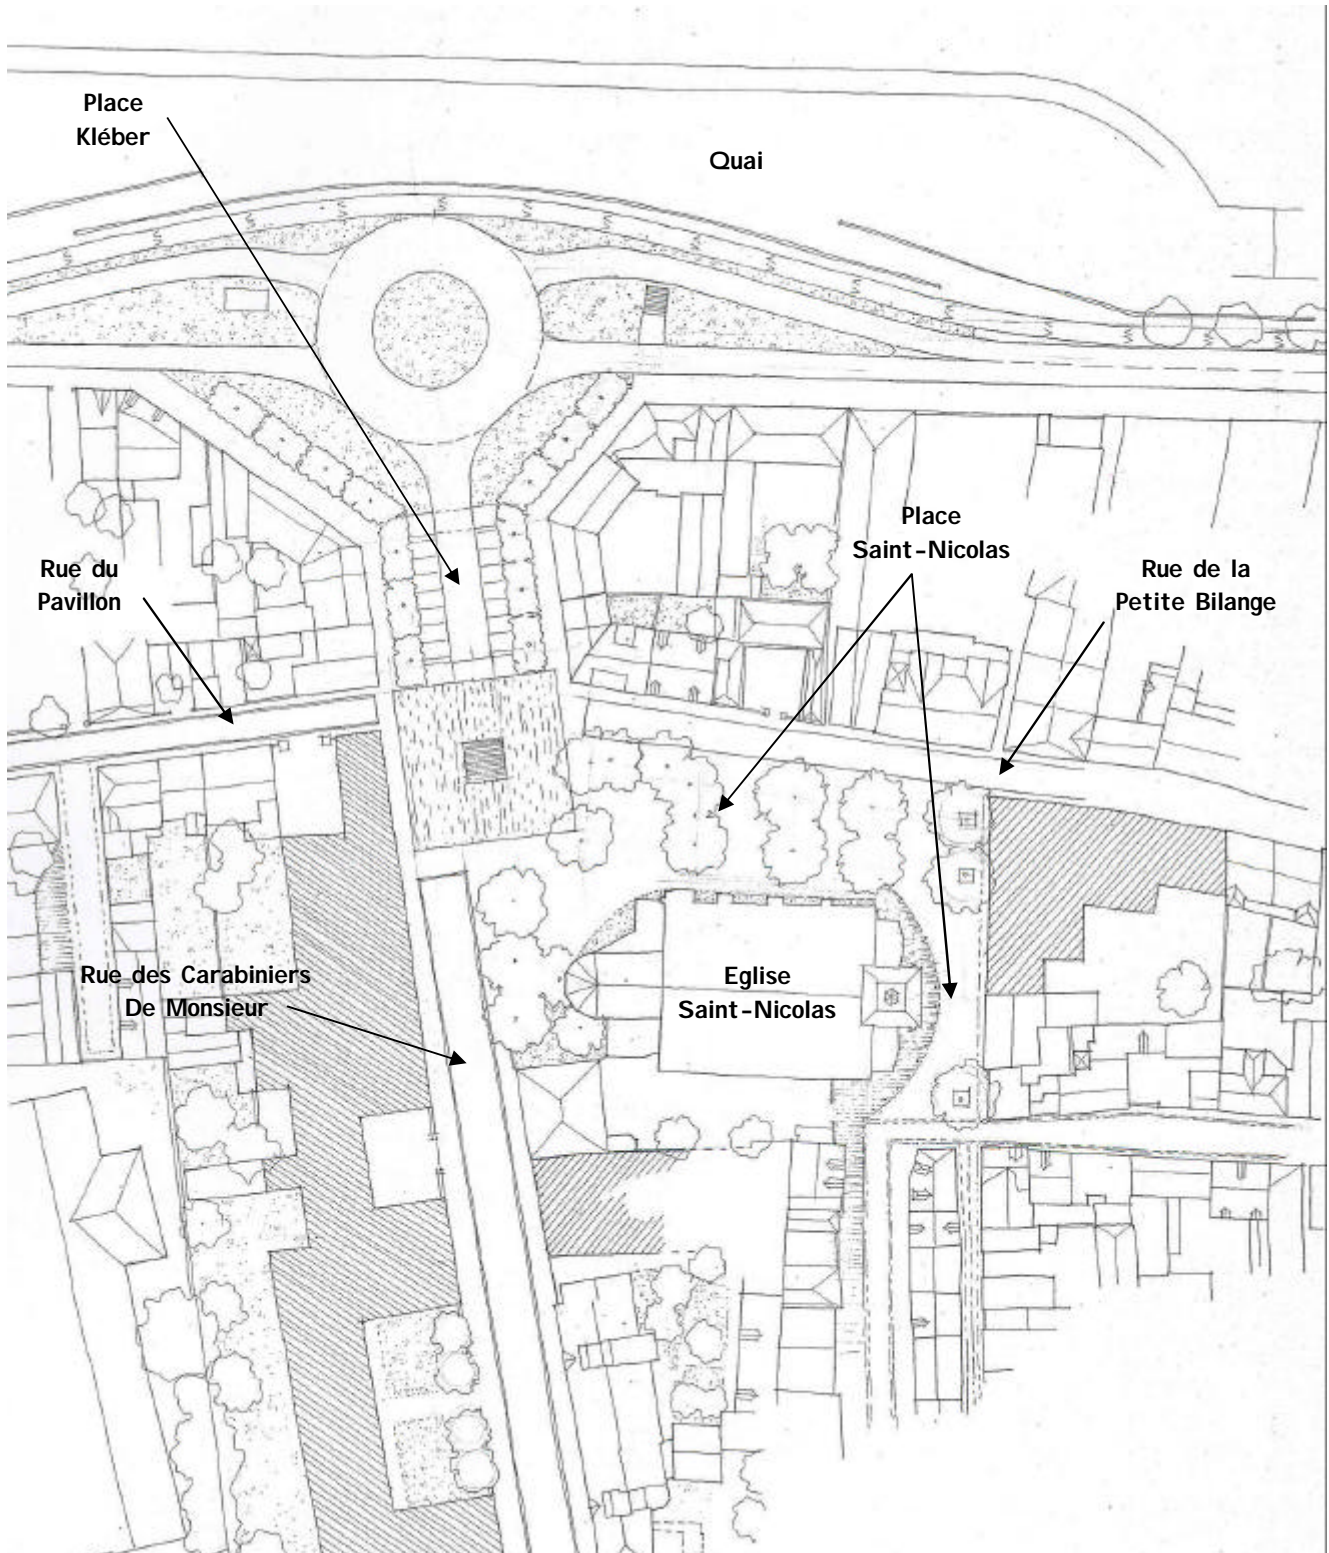 Place
Kléber
Quai
Place
Saint-Nicolas
Rue du
Pavillon
Rue de la
Petite Bilange
Rue des Carabiniers
De Monsieur
Eglise
Saint-Nicolas